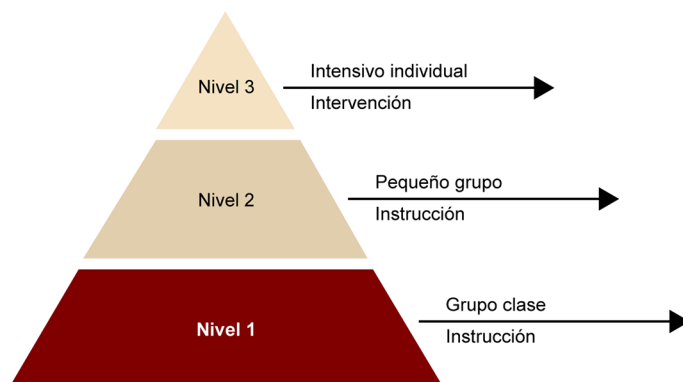 Nivel 3
Intensivo individual
Intervención
Nivel 2
Pequeño grupo
Instrucción
Nivel 1
Grupo clase
Instrucción